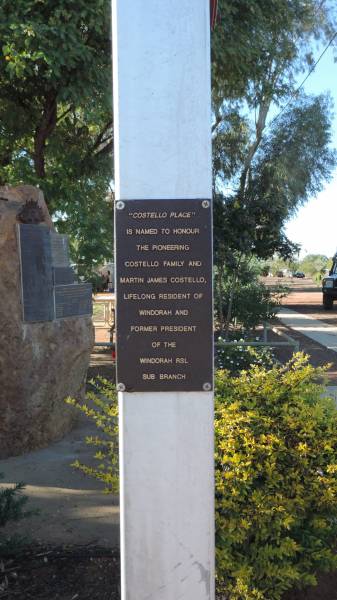 "COSTELLO PLACE"
IS NAMED TO HONOUR
THE PIONEERING
COSTELLO FAMILY AND
MARTIN JAMES COSTELLO,
LIFELONG RESIDENT OF
WINDORAH AND
FORMER PRESIDENT
OF THE
WINDORAH RSL
SUB BRANCH